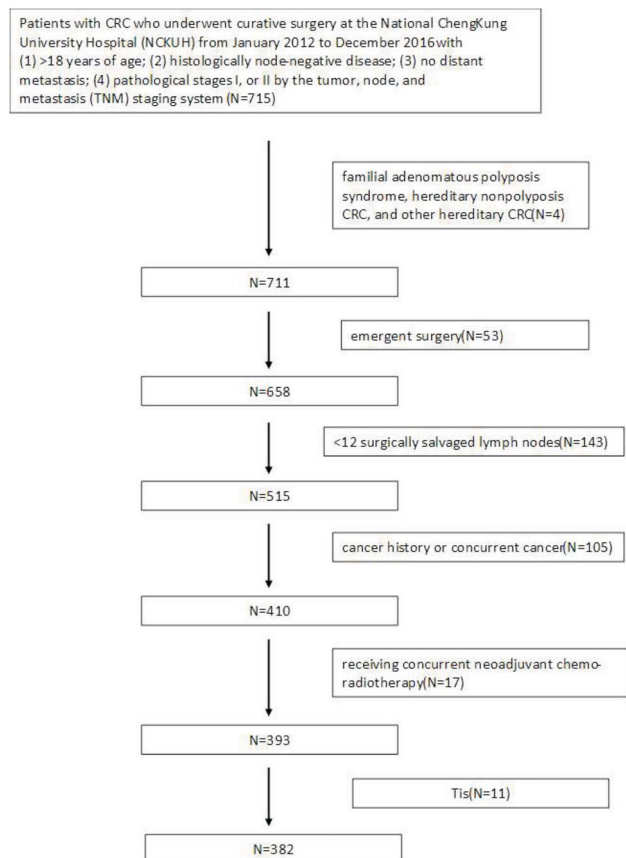 Patients with CRC who underwent curative surgery at the National ChengKung
University Hospital (NCKUH) from January 2012 to December 2016with
(1) >18 years of age; (2) histologically node-negative disease; (3) no distant
metastasis; (4) pathological stages I, or II by the tumor, node, and
metastasis (TNM) staging system (N=715)
familial adenomatous polyposis
syndrome, hereditary nonpolyposis
CRC, and other hereditary CRC(N=4)
N=711
emergent surgery(N=53)
N=658
<12 surgically salvaged lymph nodes(N=143)
N=515
cancer history or concurrent cancer(N=105)
N=410
receiving concurrent neoadjuvant chemo-
radiotherapy(N=17)
N=393
Tis(N=11)
N=382